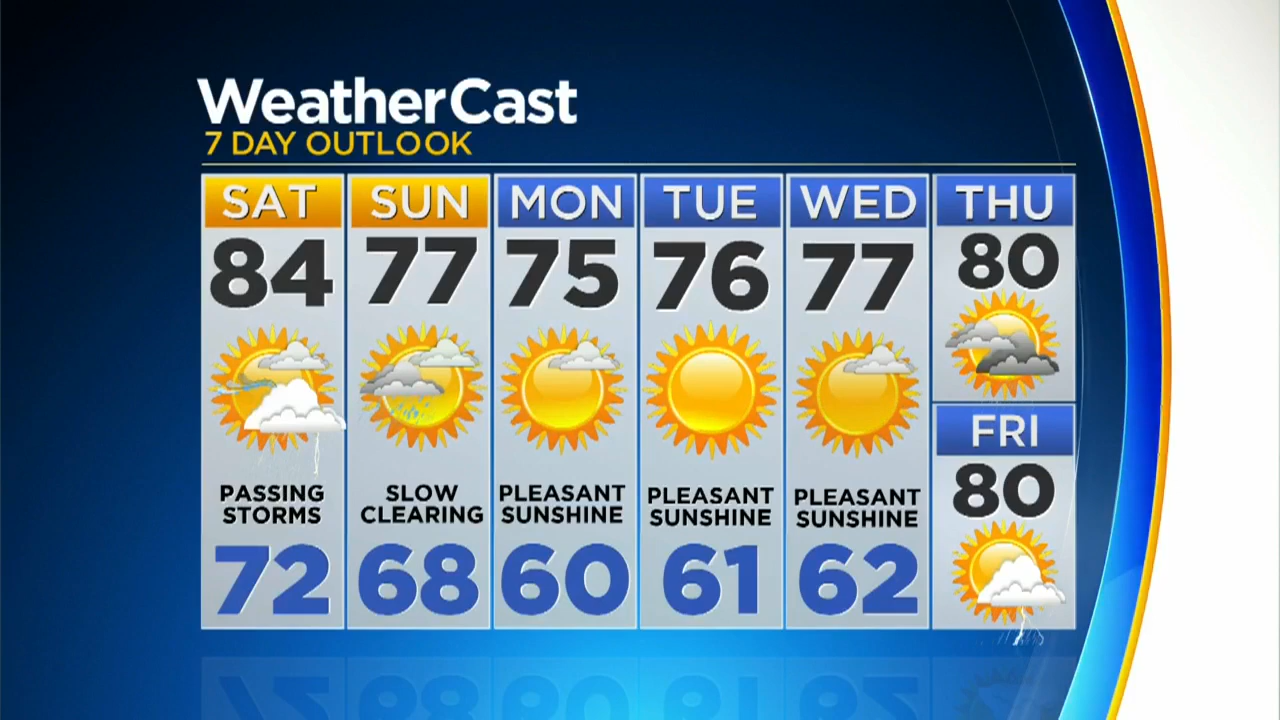 WeatherCast
7 DAY OUTLOOK
SAT
84
PASSING
STORMS
72
SUN
77
SLOW
CLEARING
68
MON
75
PLEASANT
SUNSHINE
60
TUE
76
PLEASANT
SUNSHINE
61
WED
77
PLEASANT
SUNSHINE
62
THU
80
FRI
80